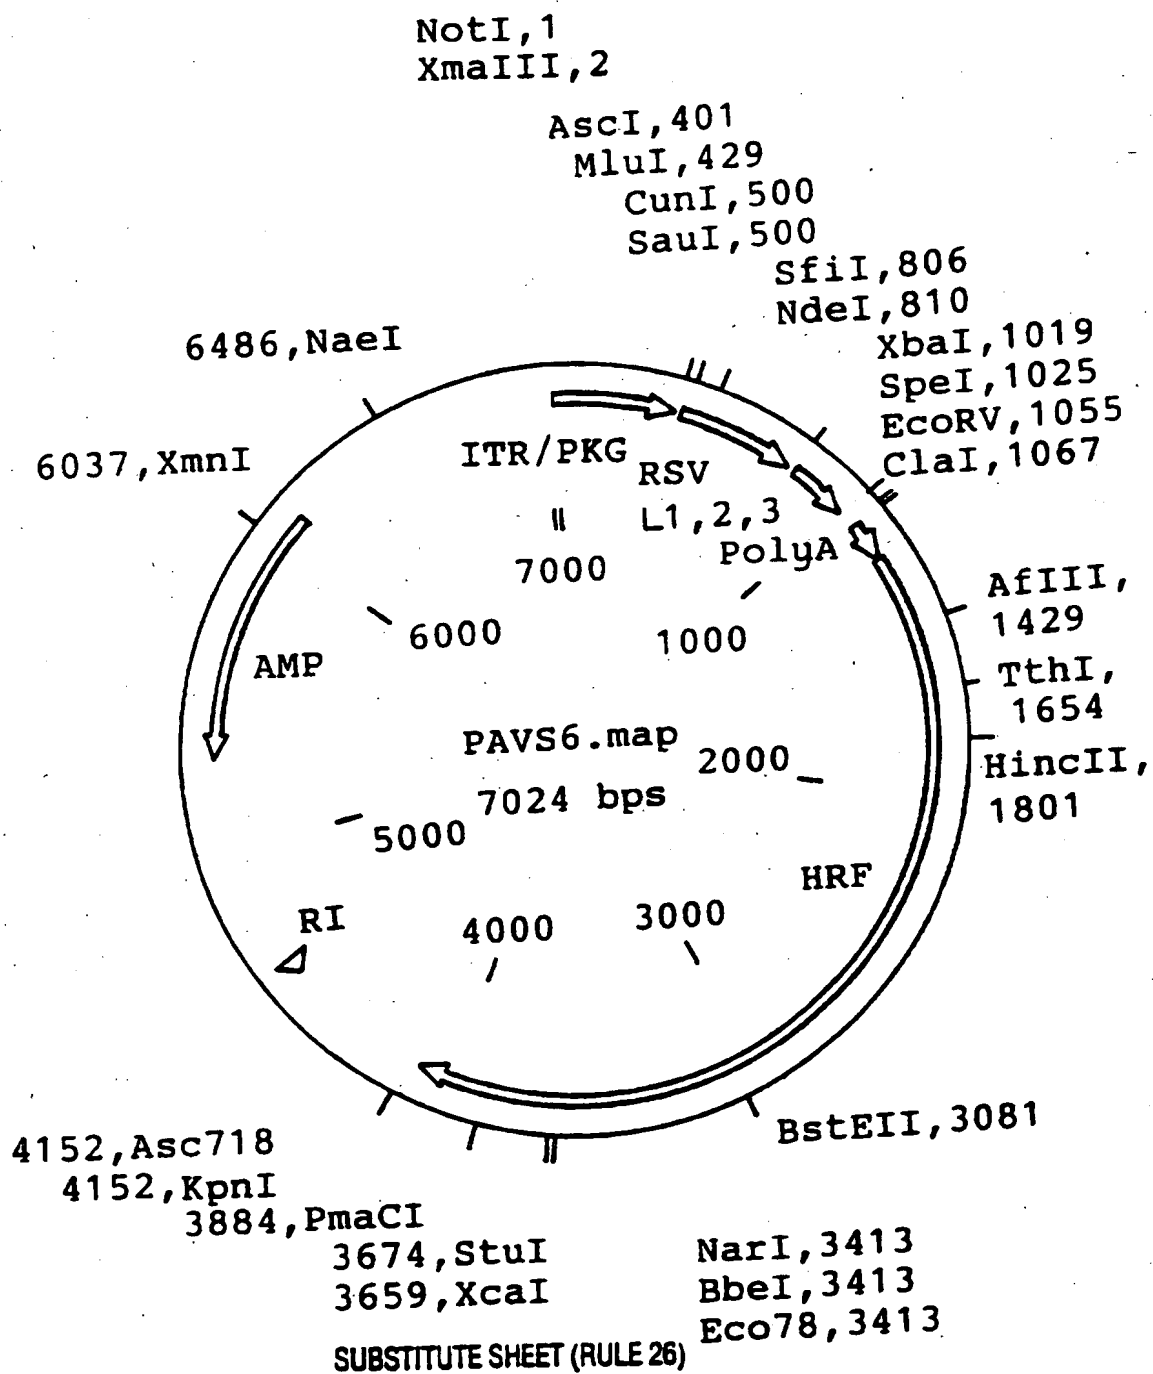 NotI,1
XmaIII,2
AscI,401
MluI,429
CunI,500
SauI,500
SfiI,806
NdeI,810
XbaI,1019
SpeI,1025
EcoRV,1055
ClaI,1067
6486,NaeI
6037,XmnI
ITR/PKG
RSV
L1,2,3
PolyA
7000
1000
6000
AMP
AfIII,
1429
TthI,
1654
HincII,
1801
PAVS6.map
7024 bps
2000
5000
HRF
RI
4000
3000
BstEII,3081
4152,Asc718
4152,KpnI
3884,PmaCI
3674,StuI
3659,XcaI
NarI,3413
BbeI,3413
Eco78,3413
SUBSTITUTE SHEET (RULE 26)